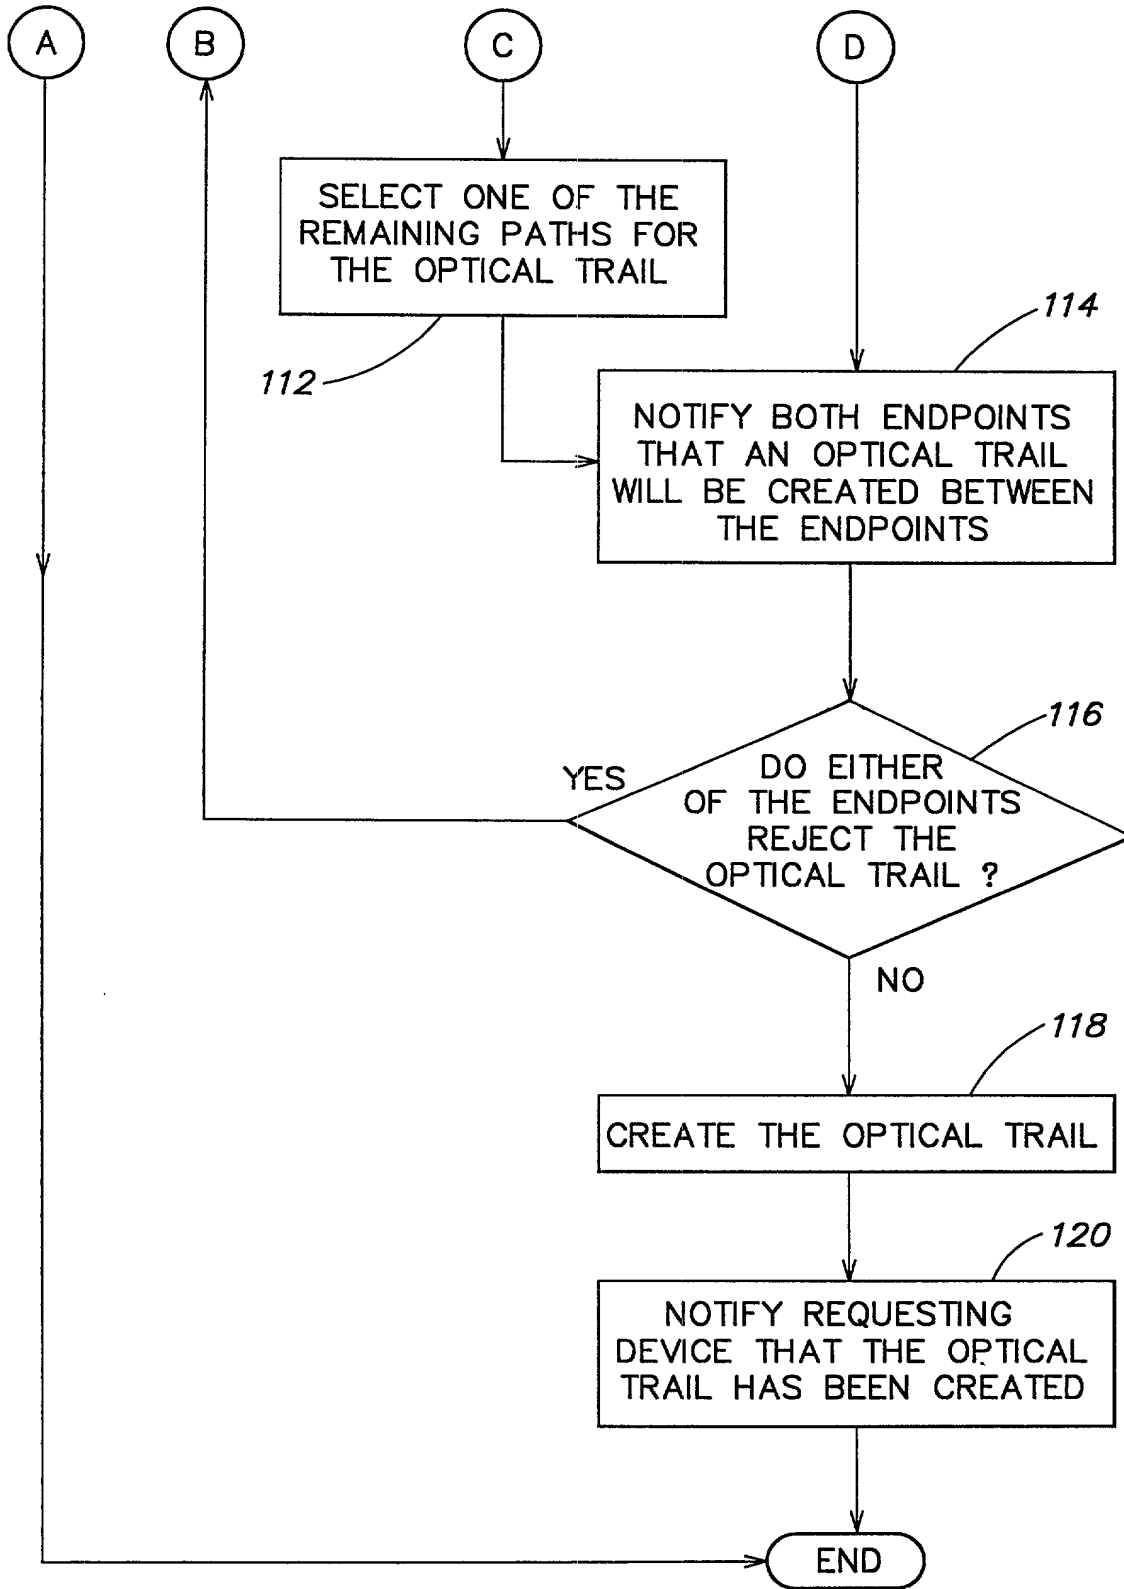 A
B
C
D
SELECT ONE OF THE
REMAINING PATHS FOR
THE OPTICAL TRAIL
112
114
NOTIFY BOTH ENDPOINTS
THAT AN OPTICAL TRAIL
WILL BE CREATED BETWEEN
THE ENDPOINTS
116
YES
DO EITHER
OF THE ENDPOINTS
REJECT THE
OPTICAL TRAIL ?
NO
118
CREATE THE OPTICAL TRAIL
120
NOTIFY REQUESTING
DEVICE THAT THE OPTICAL
TRAIL HAS BEEN CREATED
END